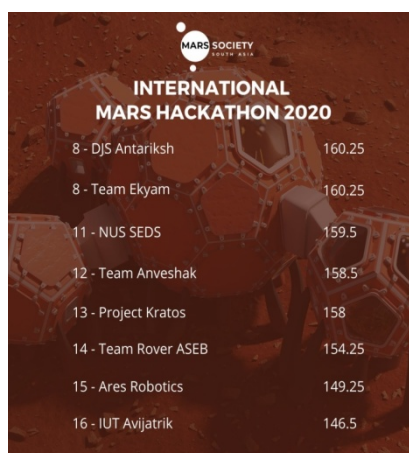 MARS SOCIETY
SOUTH ASIA
INTERNATIONAL
MARS HACKATHON 2020
8 - DJS Antariksh 160.25
8 - Team Ekyam 160.25
11 - NUS SEDS 159.5
12 - Team Anveshak 158.5
13 - Project Kratos 158
14 - Team Rover ASEB 154.25
15 - Ares Robotics 149.25
16 - IUT Avijatrik 146.5